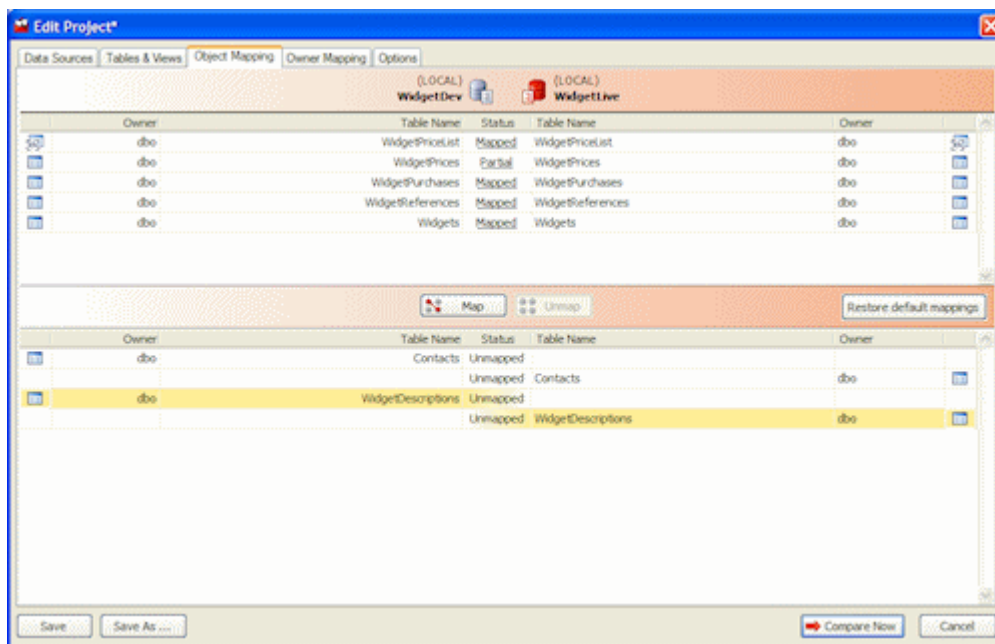 Edit Project*
Data Sources Tables & Views Object Mapping Owner Mapping Options
(LOCAL) (LOCAL)
WidgetDev WidgetLive
Owner Table Name Status Table Name Owner
dbo WidgetPriceList Mapped WidgetPriceList dbo
dbo WidgetPrices Partial WidgetPrices dbo
dbo WidgetPurchases Mapped WidgetPurchases dbo
dbo WidgetReferences Mapped WidgetReferences dbo
dbo Widgets Mapped Widgets dbo
Map Unmap Restore default mappings
Owner Table Name Status Table Name Owner
dbo Contacts Unmapped
Unmapped Contacts dbo
dbo WidgetDescriptions Unmapped
Unmapped WidgetDescriptions dbo
Save Save As ... Compare Now Cancel